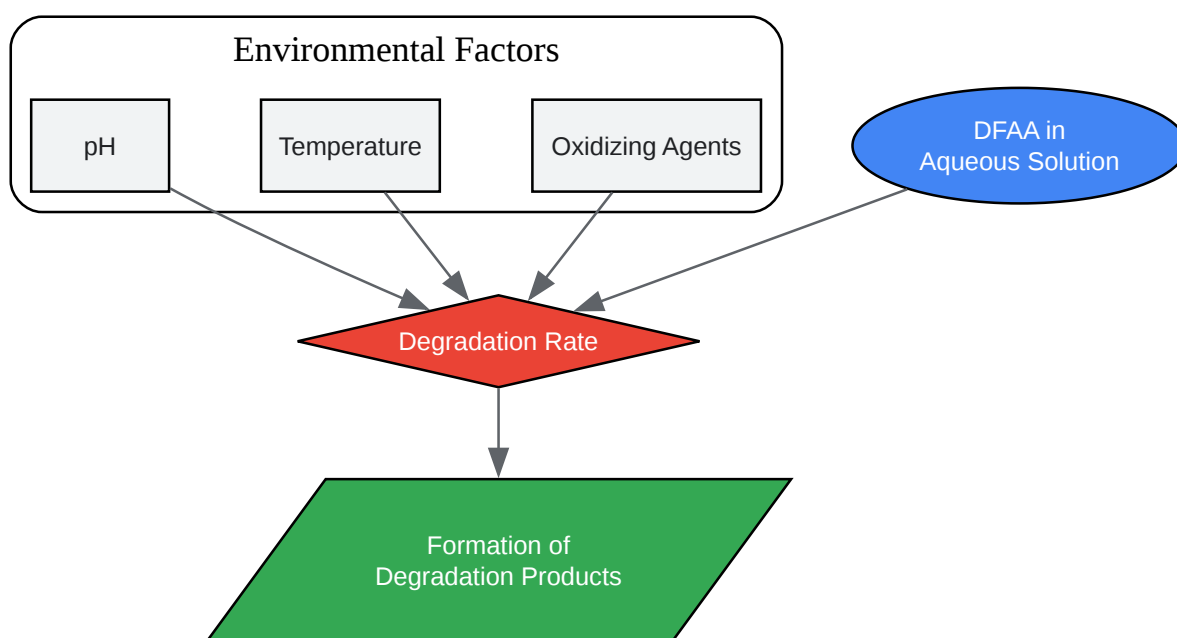 Environmental Factors
pH
Temperature
Oxidizing Agents
DFAA in
Aqueous Solution
Degradation Rate
Formation of
Degradation Products